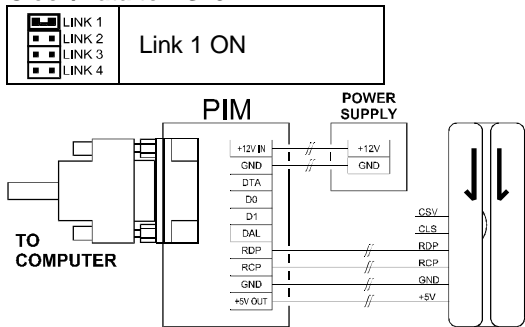 LINK 1
LINK 2
LINK 3
LINK 4
Link 1 ON
PIM
POWER
SUPPLY
+12V IN
GND
DTA
D0
D1
DAL
RDP
RCP
GND
+5V OUT
+12V
GND
TO
COMPUTER
CSV
CLS
RDP
RCP
GND
+5V